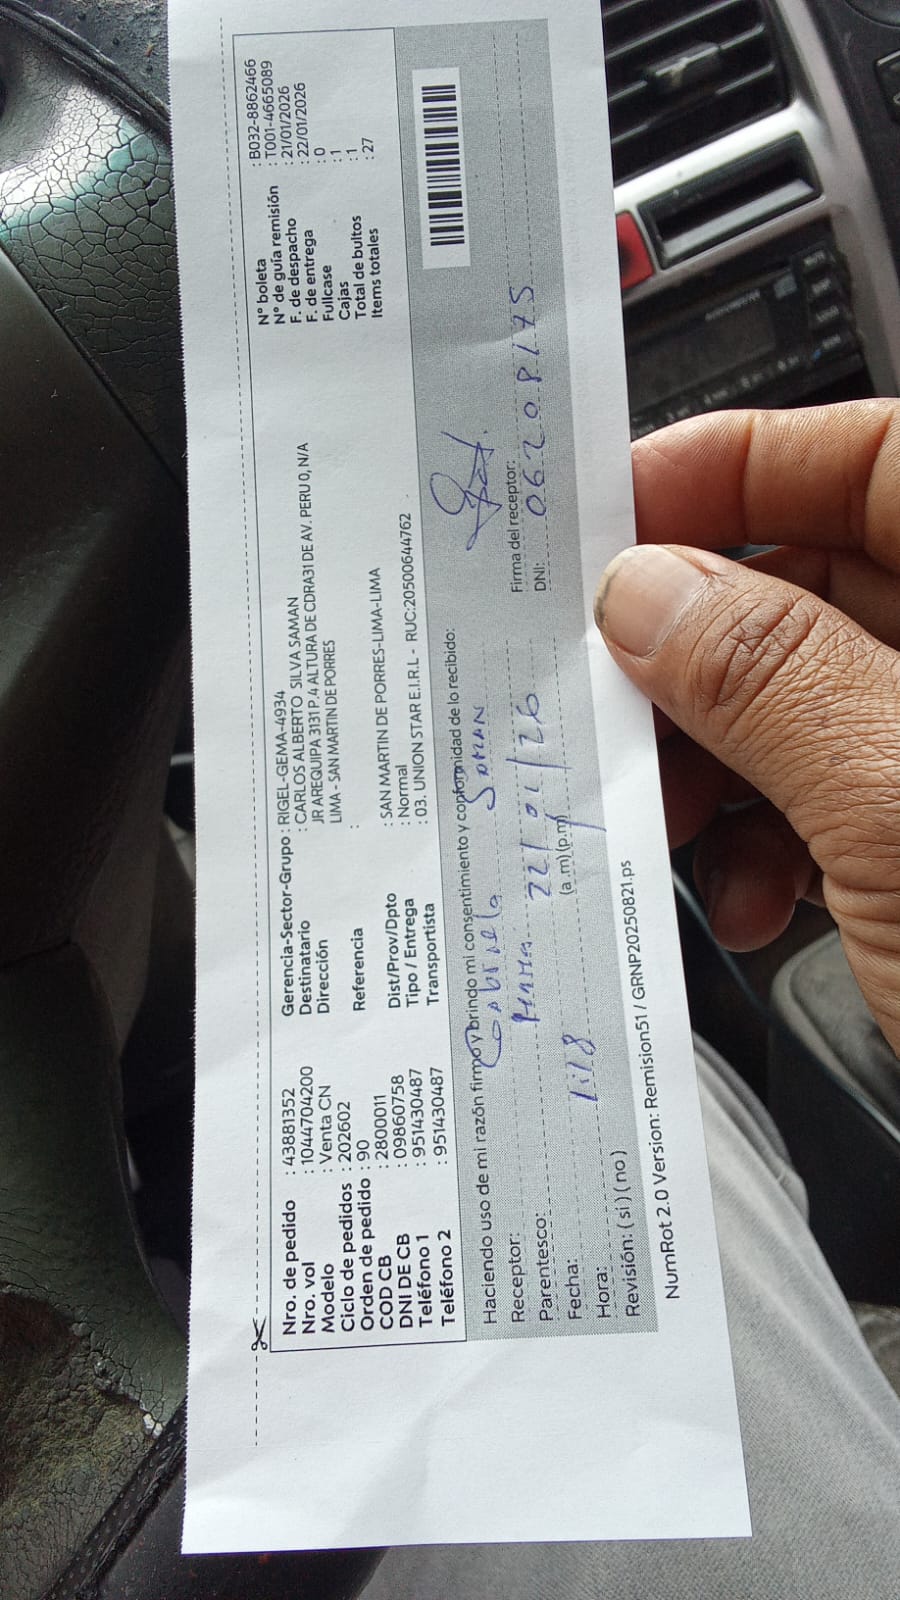 Nro. de pedido : 43881352
Nro. vol : 1044704200
Modelo : Venta CN
Ciclo de pedidos : 202602
Orden de pedido : 90
COD CB : 2800011
DNI DE CB : 09860758
Teléfono 1 : 951430487
Teléfono 2 : 951430487
Gerencia-Sector-Grupo : RIGEL-GEMA-4934
Destinatario : CARLOS ALBERTO SILVA SAMAN
Dirección JR AREQUIPA 3131 P.4 ALTURA DE CDRA31 DE AV. PERU 0, N/A
LIMA - SAN MARTIN DE PORRES
Referencia :
Dist/Prov/Dpto : SAN MARTIN DE PORRES-LIMA-LIMA
Tipo / Entrega : Normal
Transportista : 03. UNION STAR E.I.R.L - RUC:20500644762
N° boleta : B032-8862466
N° de guía remisión : T001-4665089
F. de despacho : 21/01/2026
F. de entrega : 22/01/2026
Fullcase : 0
Cajas : 1
Total de bultos : 1
Items totales : 27
Haciendo uso de mi razón firmo y brindo mi consentimiento y conformidad de lo recibido:
Receptor: Gabriela Saman
Parentesco:
Fecha: 22/01/26
Hora: 1:18 (a.m)(p.m)
Revisión: (si) (no)
Firma del receptor:
DNI: 06208175
NumRot 2.0 Version: Remision51 / GRNP20250821.ps